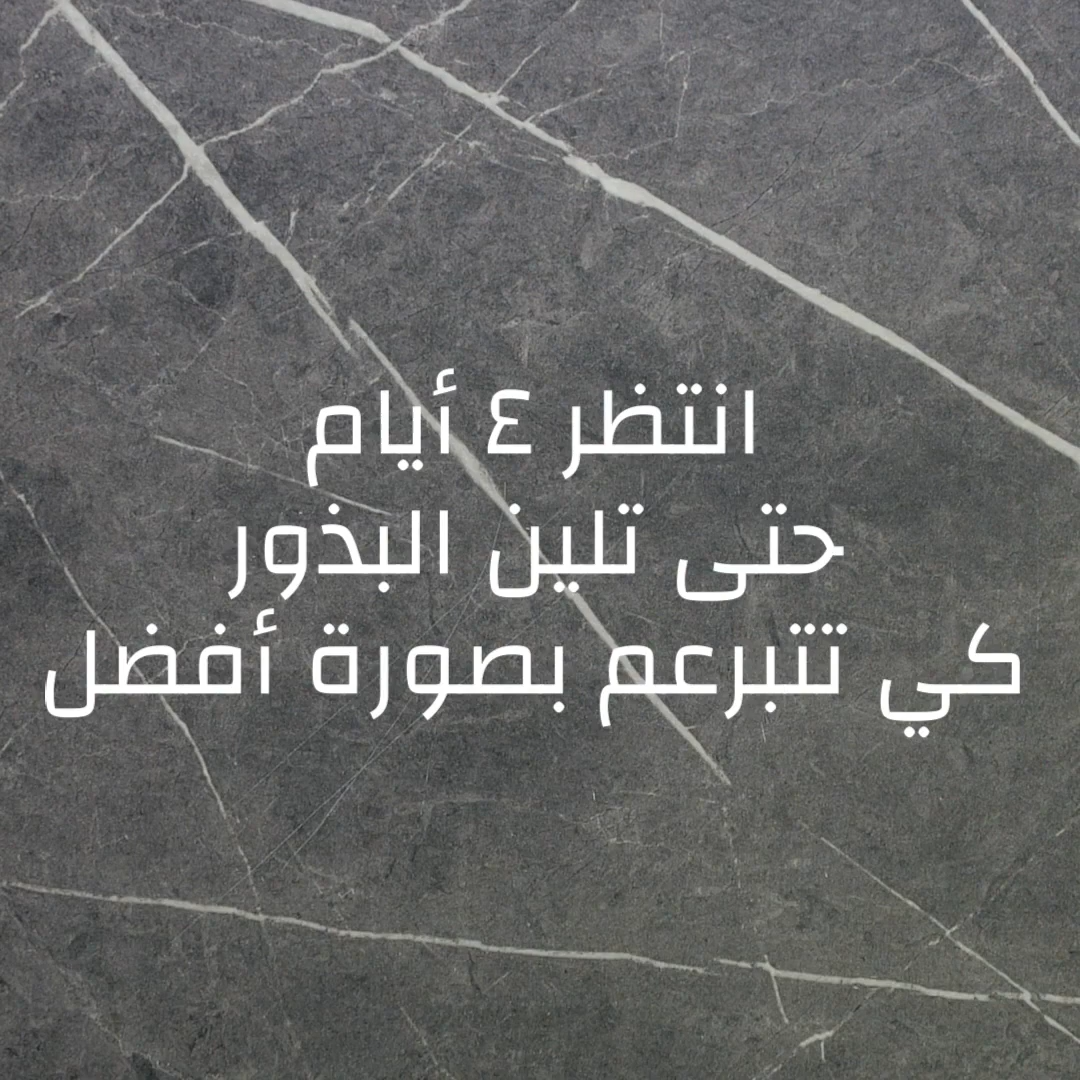 انتظر ٤ أيام
حتى تلين البذور
كي تتبرعم بصورة أفضل